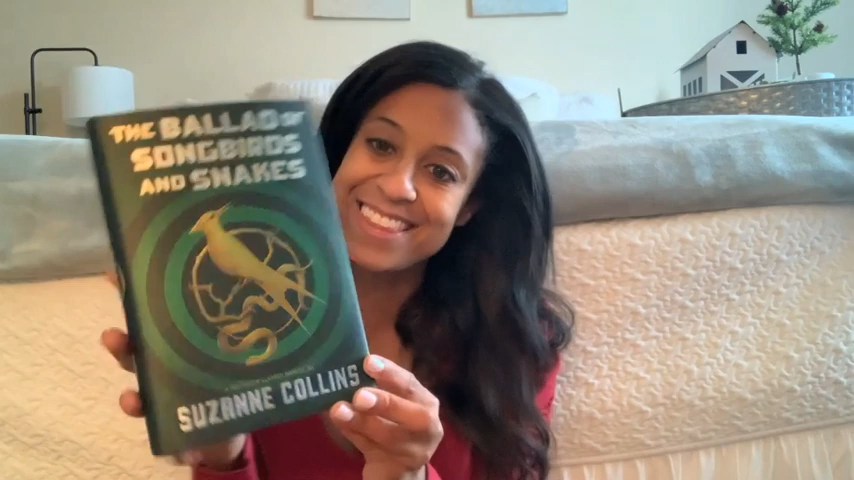 THE BALLAD OF
SONGBIRDS
AND SNAKES
SUZANNE COLLINS